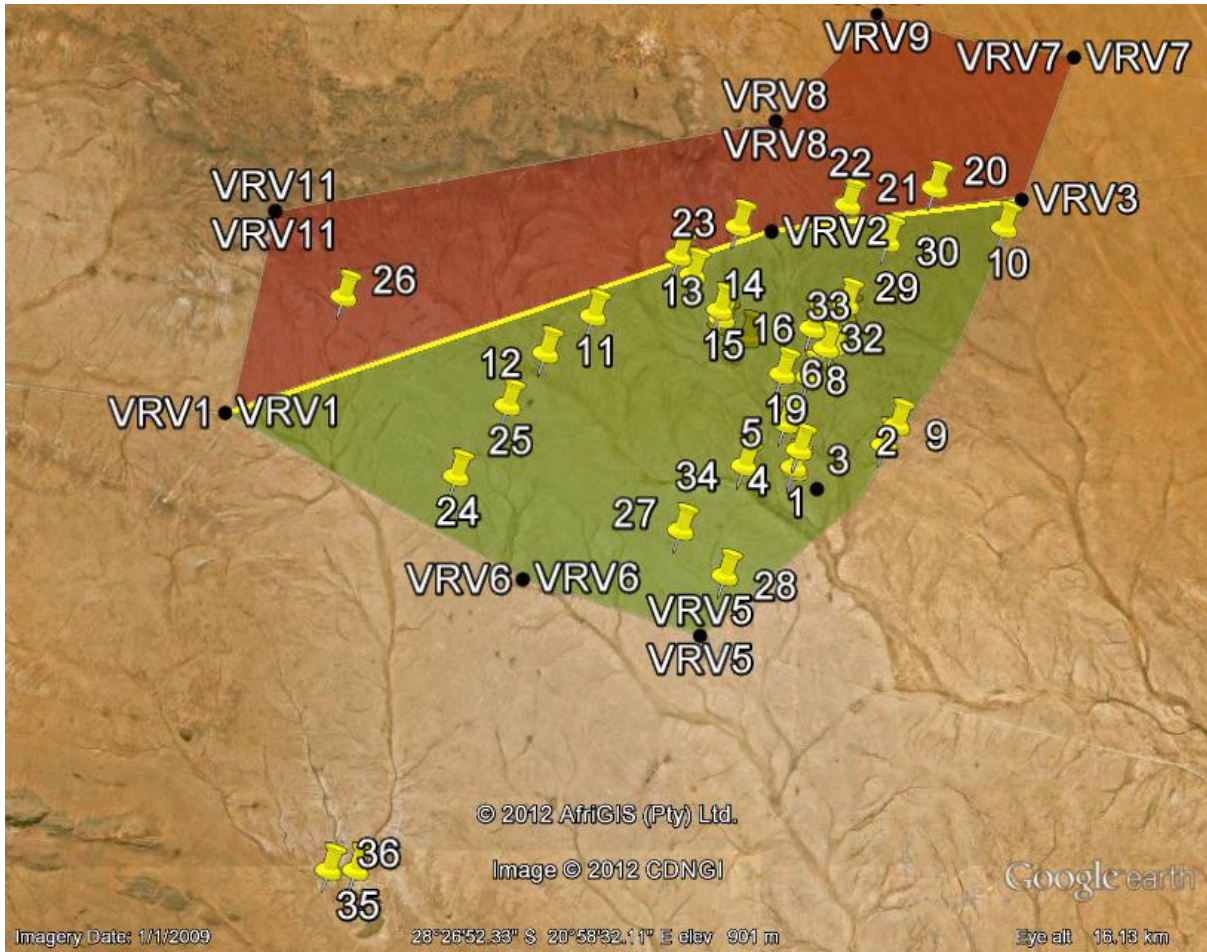 VRV9
VRV7 VRV7
VRV8
VRV8
22
21
20
VRV11
VRV11
VRV3
23
VRV2
30
10
26
13
14
29
33
16
32
15
11
12
6
8
VRV1 VRV1
19
25
5
2
9
34
4
3
1
24
27
VRV6 VRV6
28
VRV5
VRV5
© 2012 AfriGIS (Pty) Ltd.
36
Image © 2012 CDNGI
Google earth
35
Imagery Date: 1/1/2009 28°26'52.33" S 20°58'32.11" E elev 901 m Eye alt 16.13 km